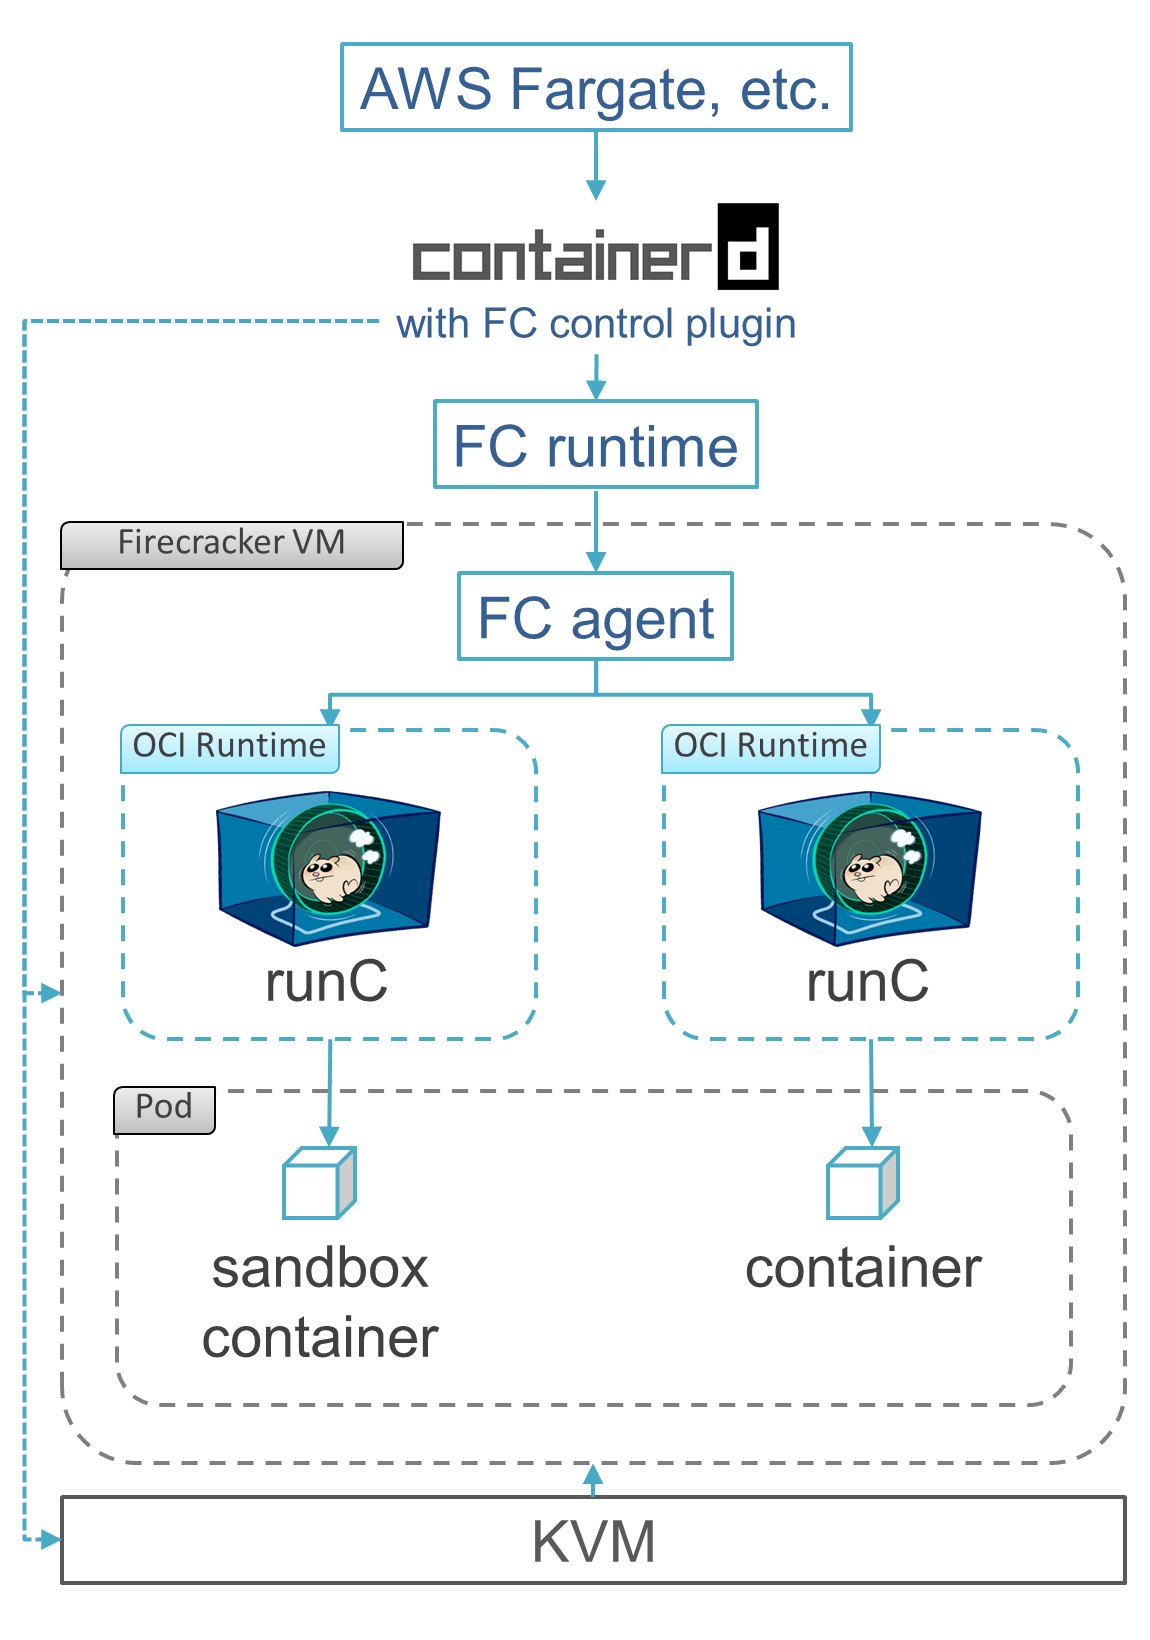 AWS Fargate, etc.
containerd
with FC control plugin
FC runtime
Firecracker VM
FC agent
OCI Runtime
OCI Runtime
runC
runC
Pod
sandbox
container
container
KVM